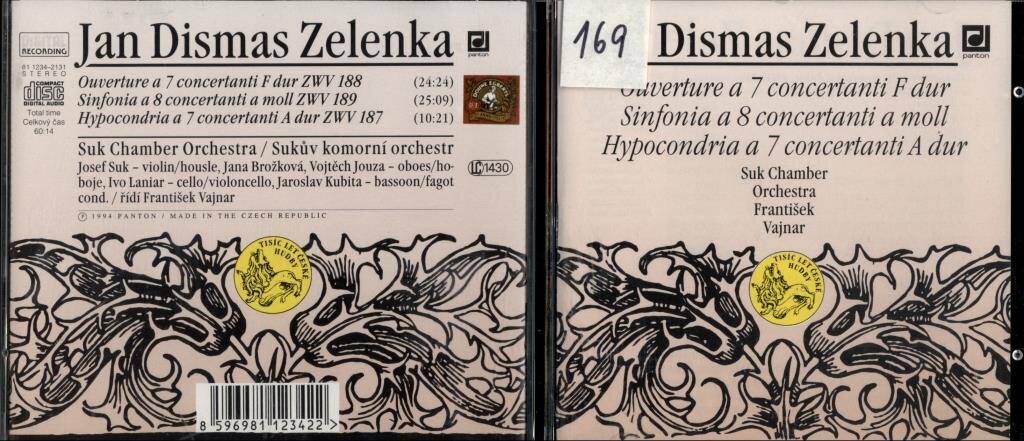 DIGITAL
RECORDING
81 1234-2131
STEREO
COMPACT
disc
DIGITAL AUDIO
Total time
Celkový čas
60:14
Jan Dismas Zelenka
panton
Ouverture a 7 concertanti F dur ZWV 188 (24:24)
Sinfonia a 8 concertanti a moll ZWV 189 (25:09)
Hypocondria a 7 concertanti A dur ZWV 187 (10:21)
Suk Chamber Orchestra / Sukův komorní orchestr
Josef Suk – violin/housle, Jana Brožková, Vojtěch Jouza – oboes/ho-
boje, Ivo Laniar – cello/violoncello, Jaroslav Kubita – bassoon/fagot
cond. / řídí František Vajnar
LC 1430
℗ 1994 PANTON / MADE IN THE CZECH REPUBLIC
TISÍC LET ČESKÉ
HUDBY
8 596981 123422 >
169
Dismas Zelenka
panton
Ouverture a 7 concertanti F dur
Sinfonia a 8 concertanti a moll
Hypocondria a 7 concertanti A dur
Suk Chamber
Orchestra
František
Vajnar
TISÍC LET ČESKÉ
HUDBY